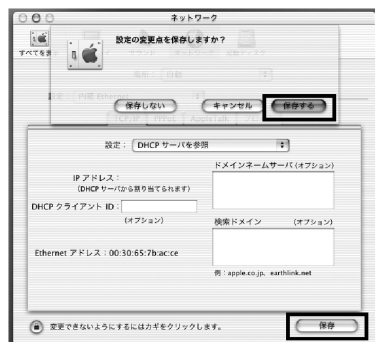 ネットワーク
設定の変更点を保存しますか?
すべてを表
保存しない
キャンセル
保存する
設定: DHCP サーバを参照
ドメインネームサーバ (オプション)
IP アドレス:
(DHCP サーバから割り当てられます)
DHCP クライアント ID:
(オプション)
検索ドメイン (オプション)
Ethernet アドレス: 00:30:65:7b:ac:ce
例: apple.co.jp, earthlink.net
変更できないようにするにはカギをクリックします。
保存